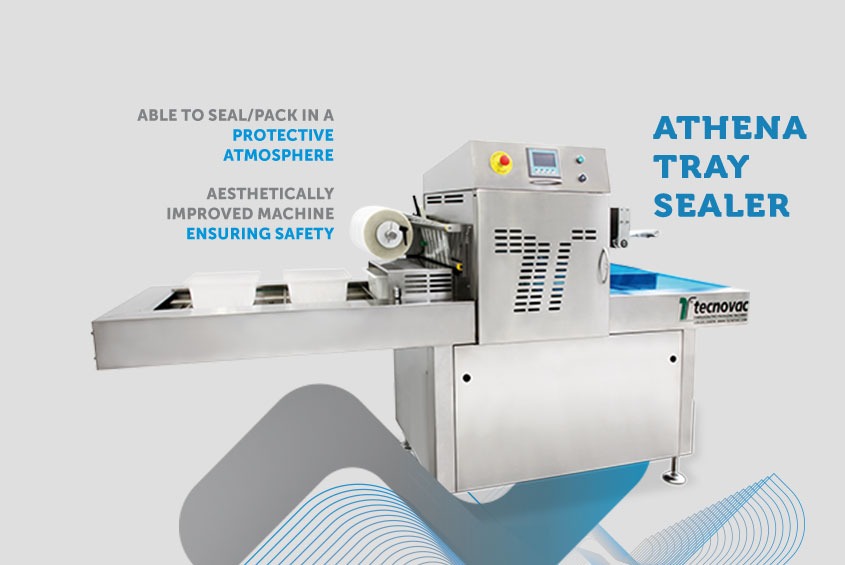 ABLE TO SEAL/PACK IN A
PROTECTIVE
ATMOSPHERE
AESTHETICALLY
IMPROVED MACHINE
ENSURING SAFETY
ATHENA
TRAY
SEALER
tecnovac